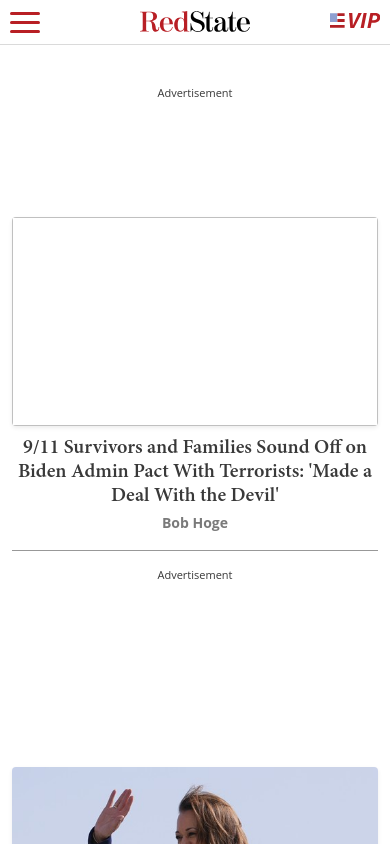 RedState
VIP
Advertisement
9/11 Survivors and Families Sound Off on
Biden Admin Pact With Terrorists: 'Made a
Deal With the Devil'
Bob Hoge
Advertisement